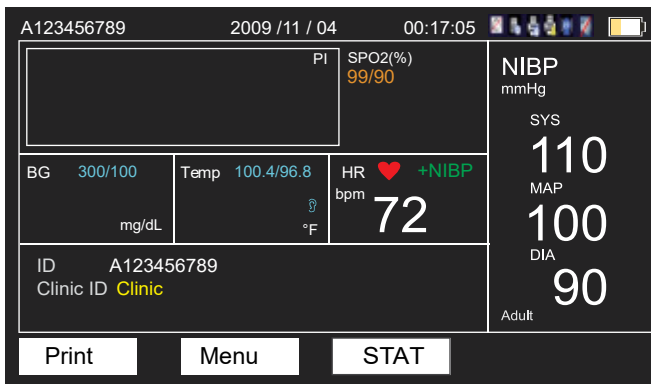 A123456789 2009 /11 / 04 00:17:05
PI SPO2(%)
99/90
NIBP
mmHg
SYS
110
MAP
100
DIA
90
Adult
BG 300/100
mg/dL
Temp 100.4/96.8
°F
HR +NIBP
bpm 72
ID A123456789
Clinic ID Clinic
Print Menu STAT